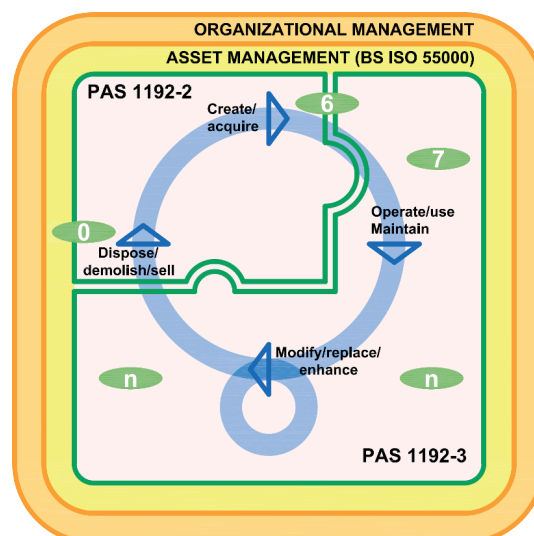 ORGANIZATIONAL MANAGEMENT
ASSET MANAGEMENT (BS ISO 55000)
PAS 1192-2
Create/
acquire
6
7
0
Operate/use
Maintain
Dispose/
demolish/sell
Modify/replace/
enhance
n
n
PAS 1192-3